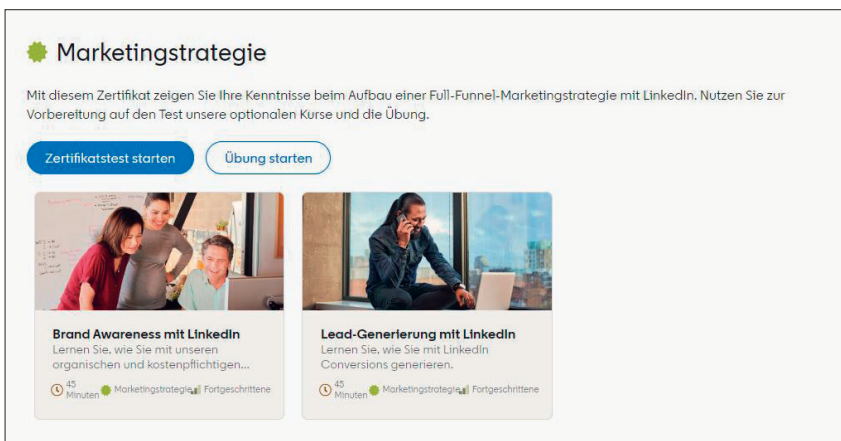 Marketingstrategie
Mit diesem Zertifikat zeigen Sie Ihre Kenntnisse beim Aufbau einer Full-Funnel-Marketingstrategie mit LinkedIn. Nutzen Sie zur
Vorbereitung auf den Test unsere optionalen Kurse und die Übung.
Zertifikatstest starten
Übung starten
Brand Awareness mit LinkedIn
Lernen Sie, wie Sie mit unseren
organischen und kostenpflichtigen...
45 Minuten Marketingstrategie Fortgeschrittene
Lead-Generierung mit LinkedIn
Lernen Sie, wie Sie mit LinkedIn
Conversions generieren.
45 Minuten Marketingstrategie Fortgeschrittene